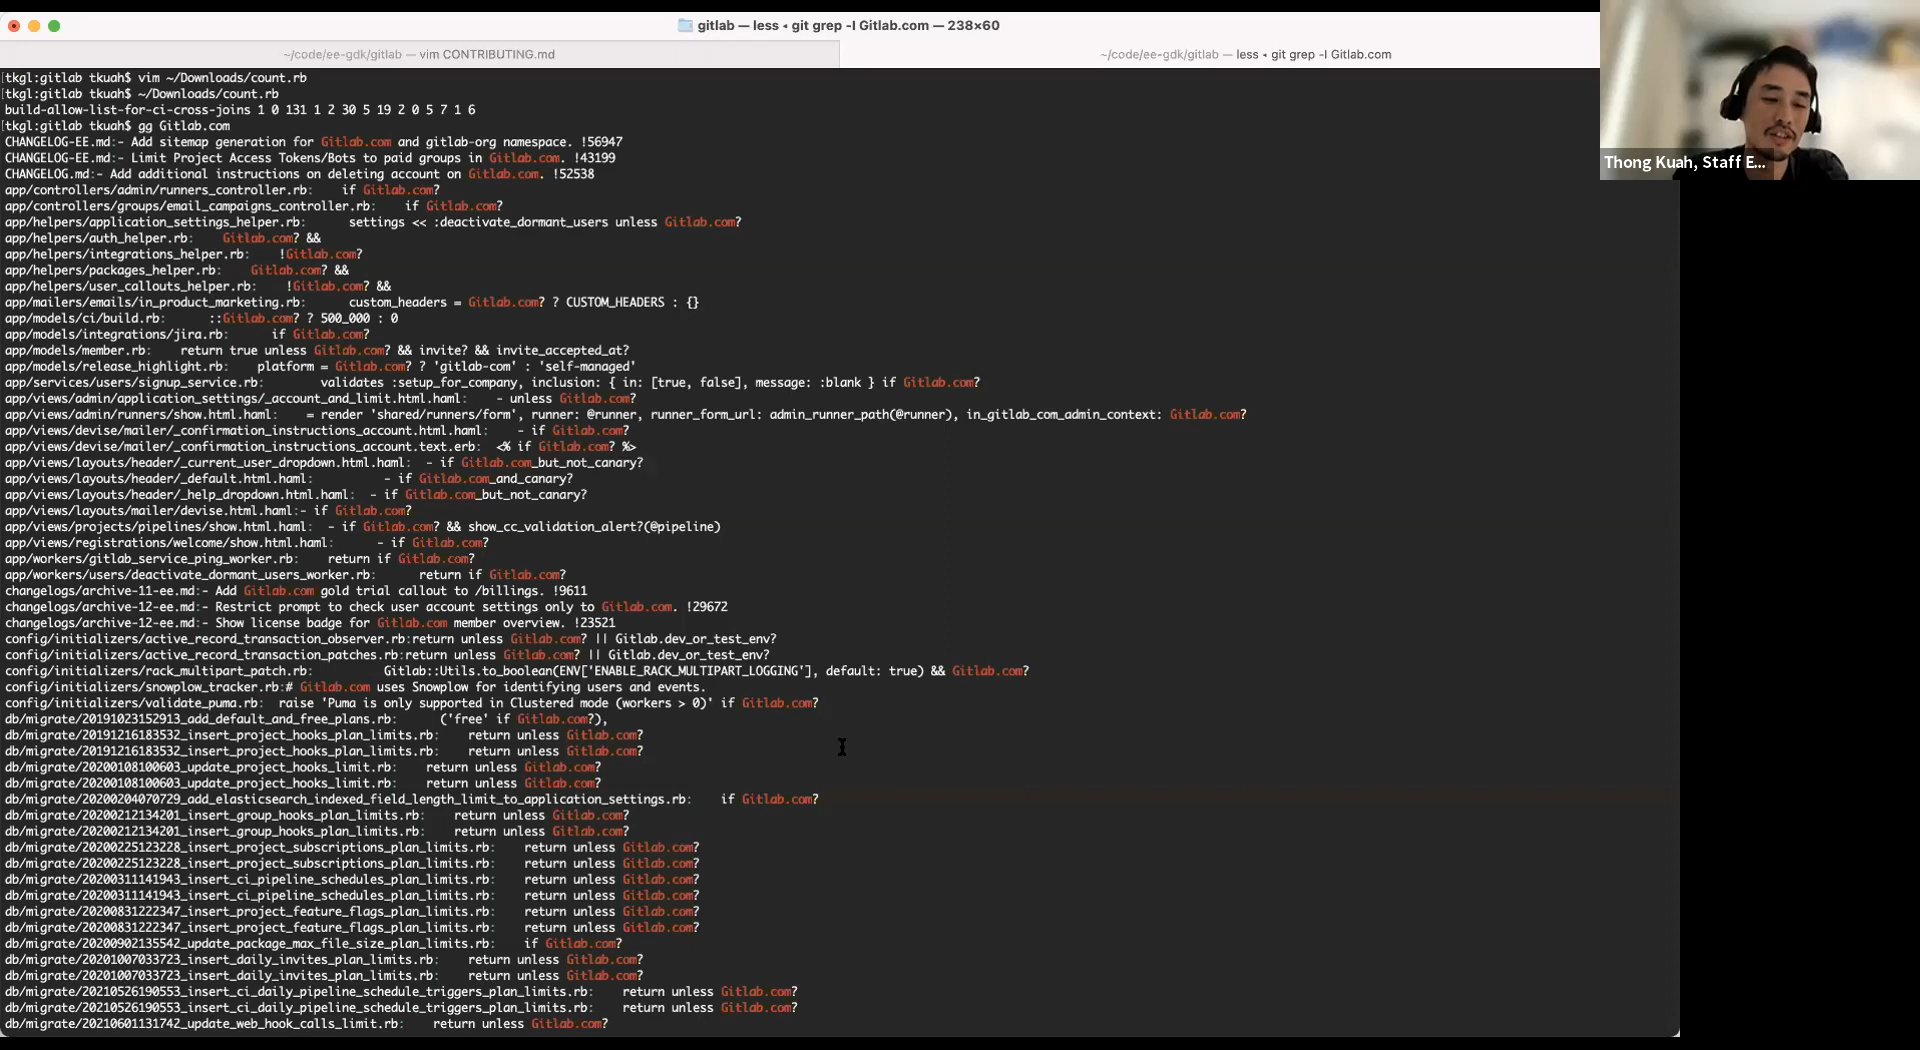 gitlab — less ◂ git grep -I Gitlab.com — 238×60
~/code/ee-gdk/gitlab — vim CONTRIBUTING.md
~/code/ee-gdk/gitlab — less ◂ git grep -I Gitlab.com
[tkgl:gitlab tkuah$ vim ~/Downloads/count.rb
[tkgl:gitlab tkuah$ ~/Downloads/count.rb
build-allow-list-for-ci-cross-joins 1 0 131 1 2 30 5 19 2 0 5 7 1 6
[tkgl:gitlab tkuah$ gg Gitlab.com
CHANGELOG-EE.md:- Add sitemap generation for Gitlab.com and gitlab-org namespace. !56947
CHANGELOG-EE.md:- Limit Project Access Tokens/Bots to paid groups in Gitlab.com. !43199
CHANGELOG.md:- Add additional instructions on deleting account on Gitlab.com. !52538
app/controllers/admin/runners_controller.rb:    if Gitlab.com?
app/controllers/groups/email_campaigns_controller.rb:    if Gitlab.com?
app/helpers/application_settings_helper.rb:      settings << :deactivate_dormant_users unless Gitlab.com?
app/helpers/auth_helper.rb:    Gitlab.com? &&
app/helpers/integrations_helper.rb:    !Gitlab.com?
app/helpers/packages_helper.rb:    Gitlab.com? &&
app/helpers/user_callouts_helper.rb:    !Gitlab.com? &&
app/mailers/emails/in_product_marketing.rb:      custom_headers = Gitlab.com? ? CUSTOM_HEADERS : {}
app/models/ci/build.rb:      ::Gitlab.com? ? 500_000 : 0
app/models/integrations/jira.rb:      if Gitlab.com?
app/models/member.rb:    return true unless Gitlab.com? && invite? && invite_accepted_at?
app/models/release_highlight.rb:    platform = Gitlab.com? ? 'gitlab-com' : 'self-managed'
app/services/users/signup_service.rb:        validates :setup_for_company, inclusion: { in: [true, false], message: :blank } if Gitlab.com?
app/views/admin/application_settings/_account_and_limit.html.haml:    - unless Gitlab.com?
app/views/admin/runners/show.html.haml:    = render 'shared/runners/form', runner: @runner, runner_form_url: admin_runner_path(@runner), in_gitlab_com_admin_context: Gitlab.com?
app/views/devise/mailer/_confirmation_instructions_account.html.haml:    - if Gitlab.com?
app/views/devise/mailer/_confirmation_instructions_account.text.erb:  <% if Gitlab.com? %>
app/views/layouts/header/_current_user_dropdown.html.haml:  - if Gitlab.com_but_not_canary?
app/views/layouts/header/_default.html.haml:          - if Gitlab.com_and_canary?
app/views/layouts/header/_help_dropdown.html.haml:  - if Gitlab.com_but_not_canary?
app/views/layouts/mailer/devise.html.haml:- if Gitlab.com?
app/views/projects/pipelines/show.html.haml:  - if Gitlab.com? && show_cc_validation_alert?(@pipeline)
app/views/registrations/welcome/show.html.haml:      - if Gitlab.com?
app/workers/gitlab_service_ping_worker.rb:    return if Gitlab.com?
app/workers/users/deactivate_dormant_users_worker.rb:      return if Gitlab.com?
changelogs/archive-11-ee.md:- Add Gitlab.com gold trial callout to /billings. !9611
changelogs/archive-12-ee.md:- Restrict prompt to check user account settings only to Gitlab.com. !29672
changelogs/archive-12-ee.md:- Show license badge for Gitlab.com member overview. !23521
config/initializers/active_record_transaction_observer.rb:return unless Gitlab.com? || Gitlab.dev_or_test_env?
config/initializers/active_record_transaction_patches.rb:return unless Gitlab.com? || Gitlab.dev_or_test_env?
config/initializers/rack_multipart_patch.rb:          Gitlab::Utils.to_boolean(ENV['ENABLE_RACK_MULTIPART_LOGGING'], default: true) && Gitlab.com?
config/initializers/snowplow_tracker.rb:# Gitlab.com uses Snowplow for identifying users and events.
config/initializers/validate_puma.rb:  raise 'Puma is only supported in Clustered mode (workers > 0)' if Gitlab.com?
db/migrate/20191023152913_add_default_and_free_plans.rb:      ('free' if Gitlab.com?),
db/migrate/20191216183532_insert_project_hooks_plan_limits.rb:    return unless Gitlab.com?
db/migrate/20191216183532_insert_project_hooks_plan_limits.rb:    return unless Gitlab.com?
db/migrate/20200108100603_update_project_hooks_limit.rb:    return unless Gitlab.com?
db/migrate/20200108100603_update_project_hooks_limit.rb:    return unless Gitlab.com?
db/migrate/20200204070729_add_elasticsearch_indexed_field_length_limit_to_application_settings.rb:    if Gitlab.com?
db/migrate/20200212134201_insert_group_hooks_plan_limits.rb:    return unless Gitlab.com?
db/migrate/20200212134201_insert_group_hooks_plan_limits.rb:    return unless Gitlab.com?
db/migrate/20200225123228_insert_project_subscriptions_plan_limits.rb:    return unless Gitlab.com?
db/migrate/20200225123228_insert_project_subscriptions_plan_limits.rb:    return unless Gitlab.com?
db/migrate/20200311141943_insert_ci_pipeline_schedules_plan_limits.rb:    return unless Gitlab.com?
db/migrate/20200311141943_insert_ci_pipeline_schedules_plan_limits.rb:    return unless Gitlab.com?
db/migrate/20200831222347_insert_project_feature_flags_plan_limits.rb:    return unless Gitlab.com?
db/migrate/20200831222347_insert_project_feature_flags_plan_limits.rb:    return unless Gitlab.com?
db/migrate/20200902135542_update_package_max_file_size_plan_limits.rb:    if Gitlab.com?
db/migrate/20201007033723_insert_daily_invites_plan_limits.rb:    return unless Gitlab.com?
db/migrate/20201007033723_insert_daily_invites_plan_limits.rb:    return unless Gitlab.com?
db/migrate/20210526190553_insert_ci_daily_pipeline_schedule_triggers_plan_limits.rb:    return unless Gitlab.com?
db/migrate/20210526190553_insert_ci_daily_pipeline_schedule_triggers_plan_limits.rb:    return unless Gitlab.com?
db/migrate/20210601131742_update_web_hook_calls_limit.rb:    return unless Gitlab.com?
Thong Kuah, Staff E...